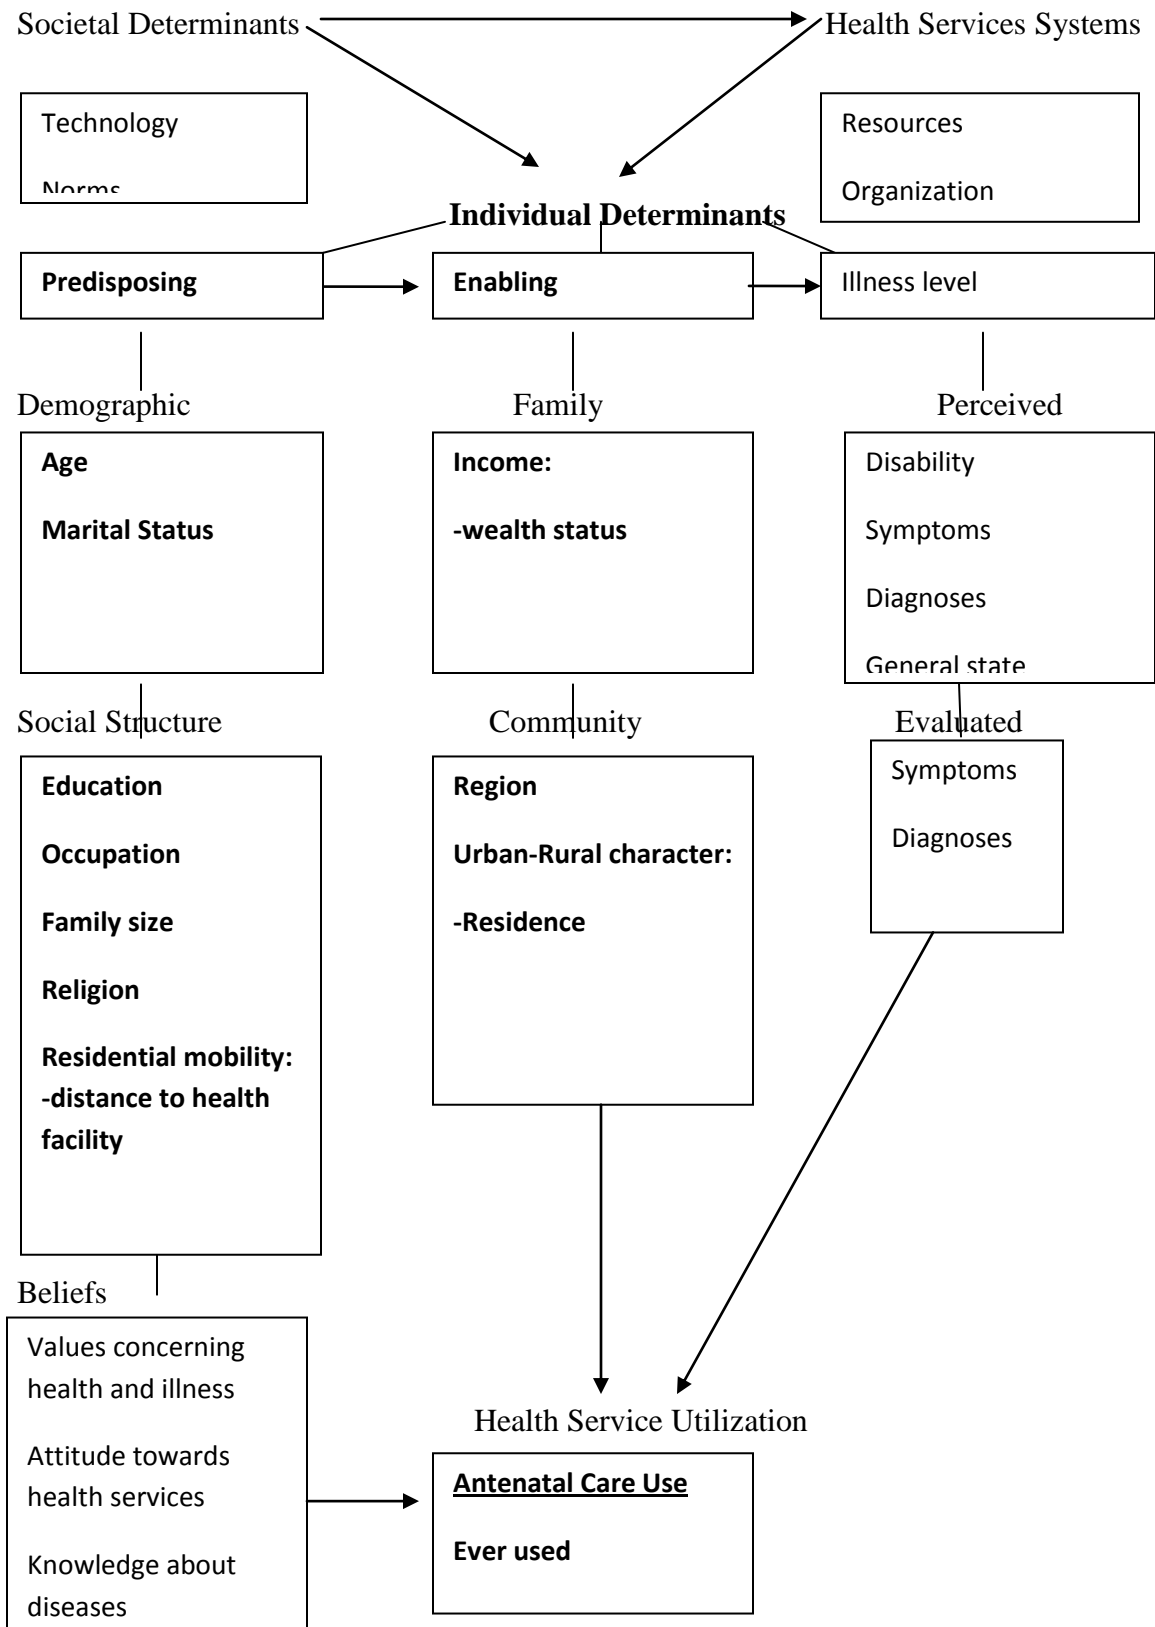 Societal Determinants
Health Services Systems
Technology
Norms
Resources
Organization
Individual Determinants
Predisposing
Enabling
Illness level
Demographic
Family
Perceived
Age
Marital Status
Income:
-wealth status
Disability
Symptoms
Diagnoses
General state
Social Structure
Community
Evaluated
Education
Occupation
Family size
Religion
Residential mobility:
-distance to health
facility
Region
Urban-Rural character:
-Residence
Symptoms
Diagnoses
Beliefs
Values concerning
health and illness
Attitude towards
health services
Knowledge about
diseases
Health Service Utilization
Antenatal Care Use
Ever used